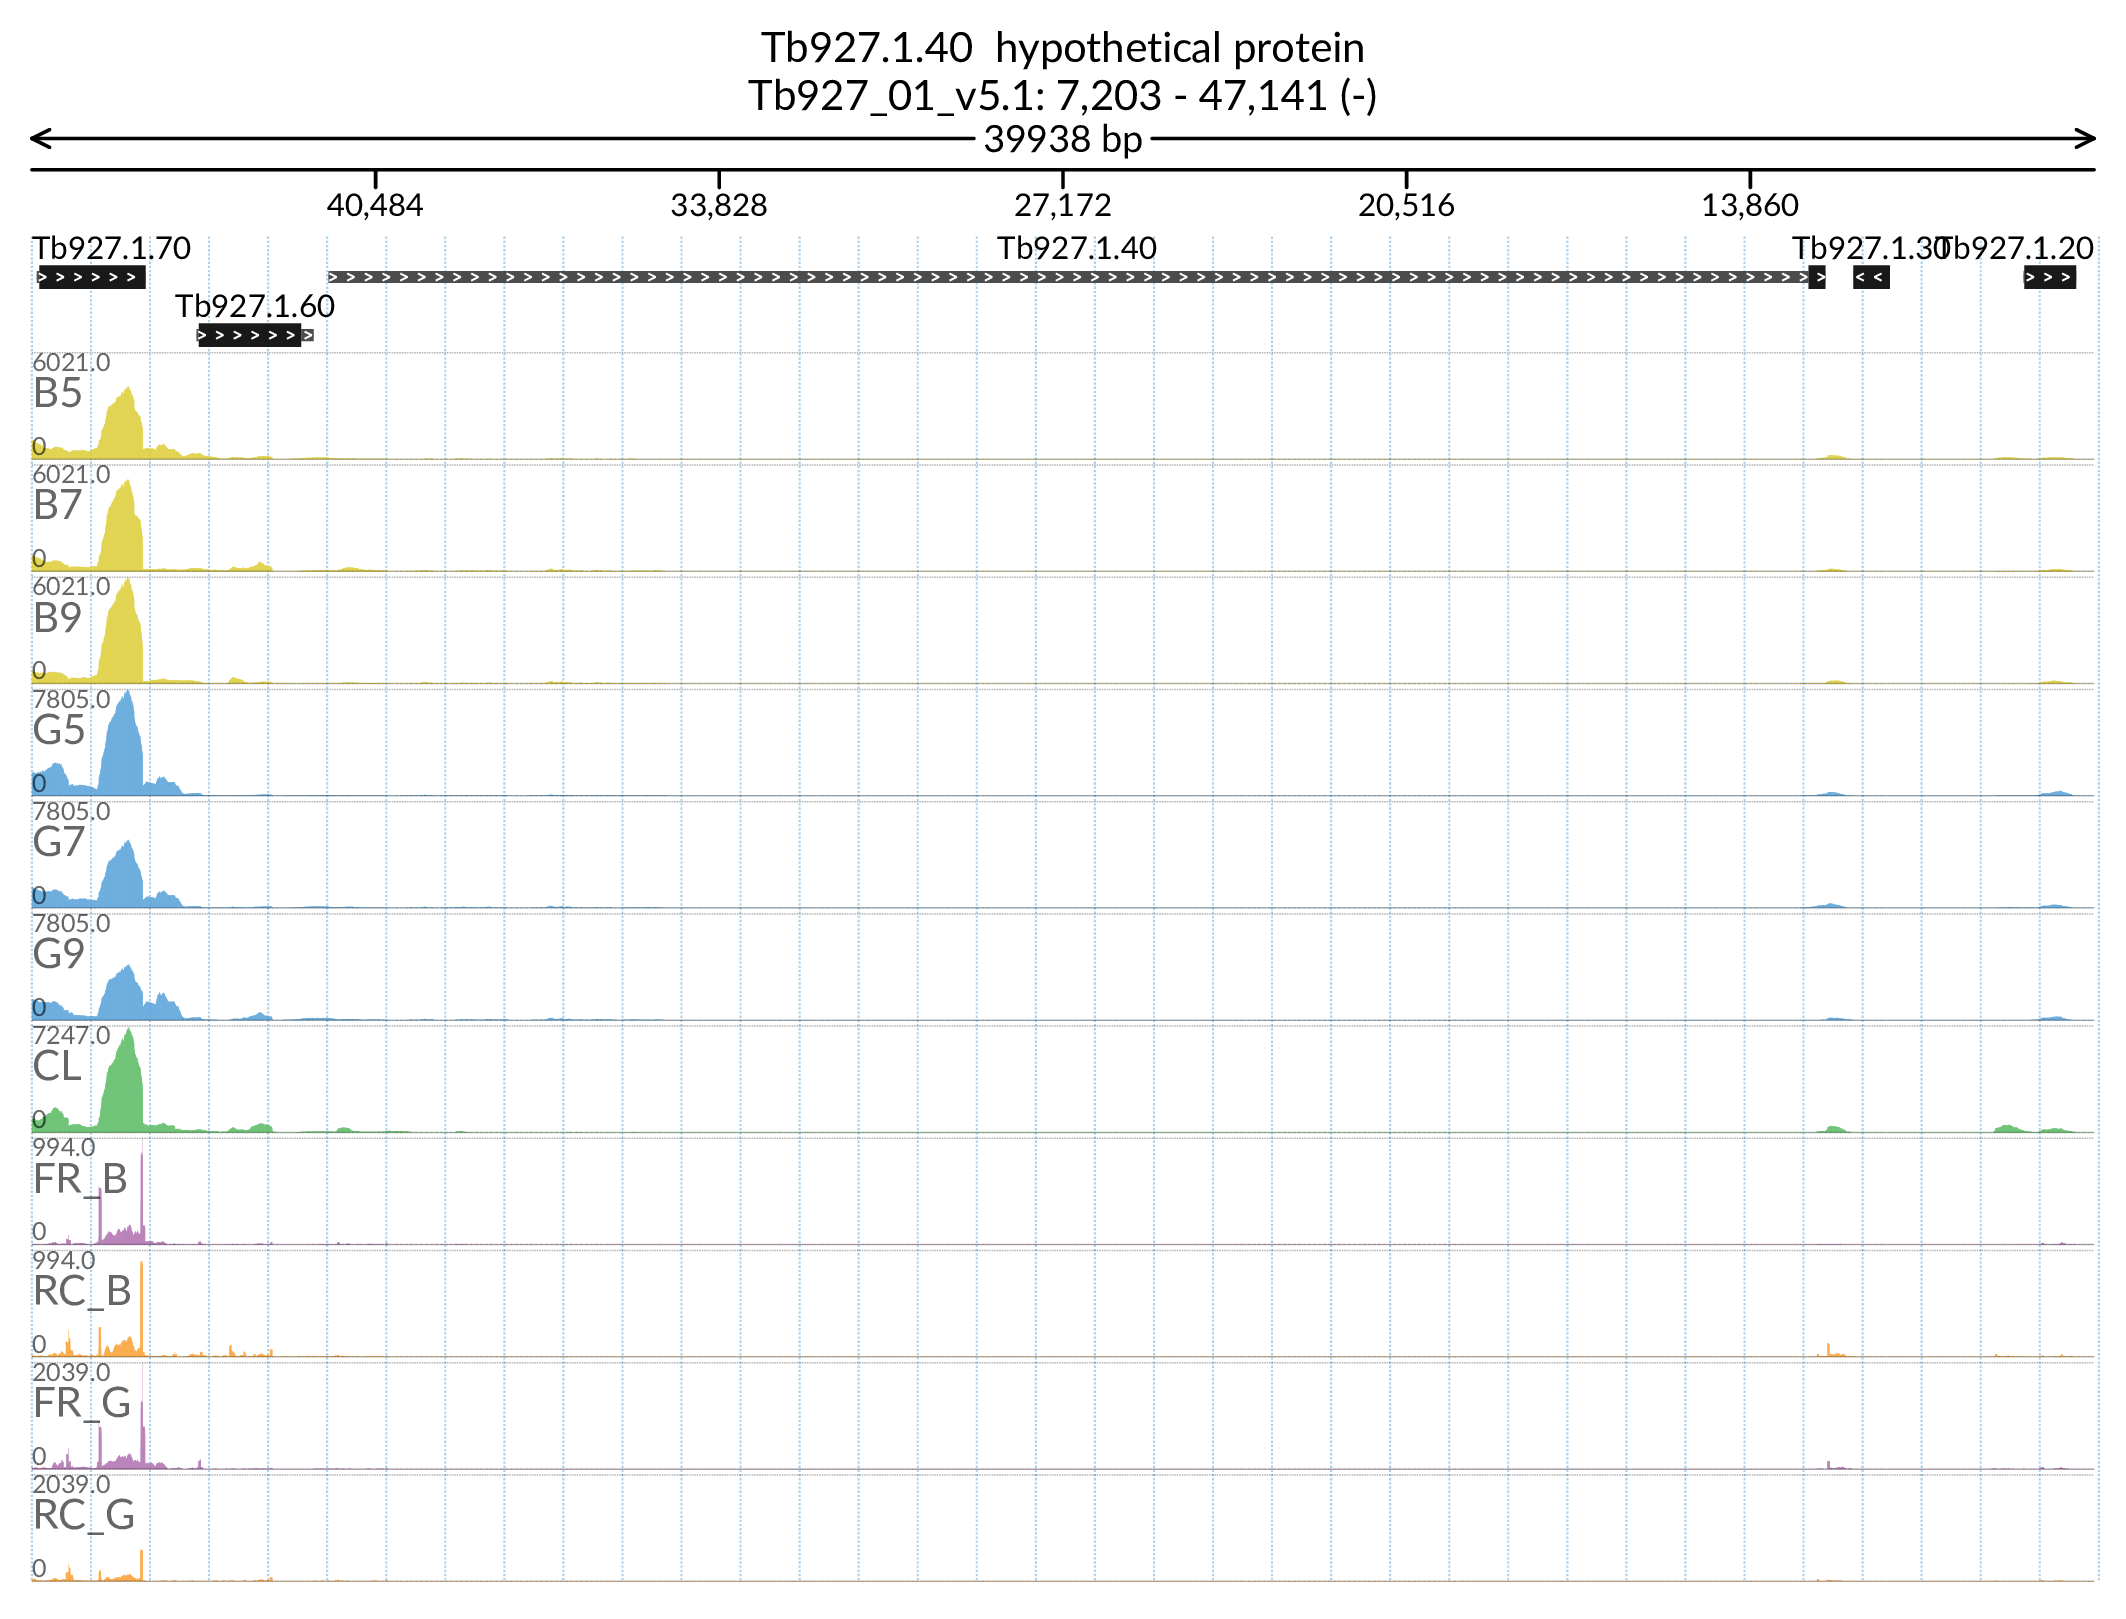 Tb927.1.40  hypothetical protein
Tb927_01_v5.1: 7,203 - 47,141 (-)
39938 bp
40,484 33,828 27,172 20,516 13,860
Tb927.1.70 Tb927.1.40 Tb927.1.30 Tb927.1.20
Tb927.1.60
6021.0
B5
0
6021.0
B7
0
6021.0
B9
0
7805.0
G5
0
7805.0
G7
0
7805.0
G9
0
7247.0
CL
0
994.0
FR_B
0
994.0
RC_B
0
2039.0
FR_G
0
2039.0
RC_G
0